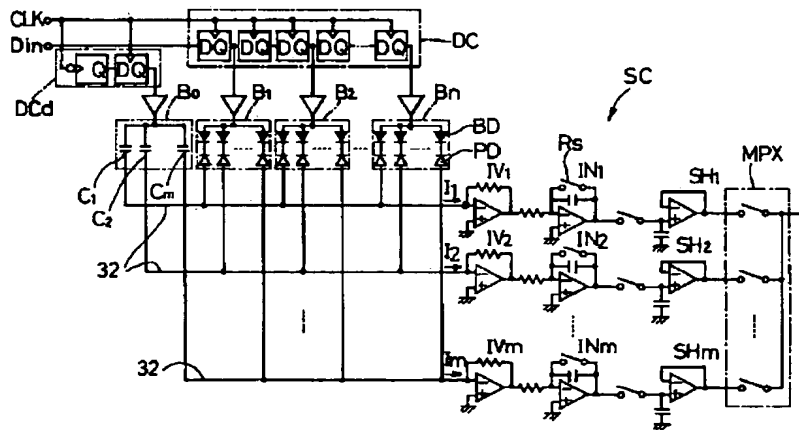 CLK
Din
DQ DQ DQ DQ DQ
DC
Q DQ
DCd
B0 B1 B2 Bn
SC
BD
PD
Rs
MPX
C1
C2
Cm
I1 IV1 IN1 SH1
32
I2 IV2 IN2 SH2
32
Im IVm INm SHm